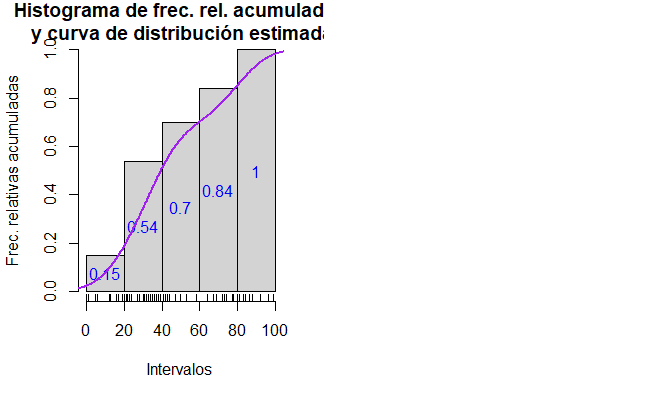 Histograma de frec. rel. acumulad
y curva de distribución estimada
Frec. relativas acumuladas
1.0
0.8
0.6
0.4
0.2
0.0
0.15
0.54
0.7
0.84
1
0 20 40 60 80 100
Intervalos